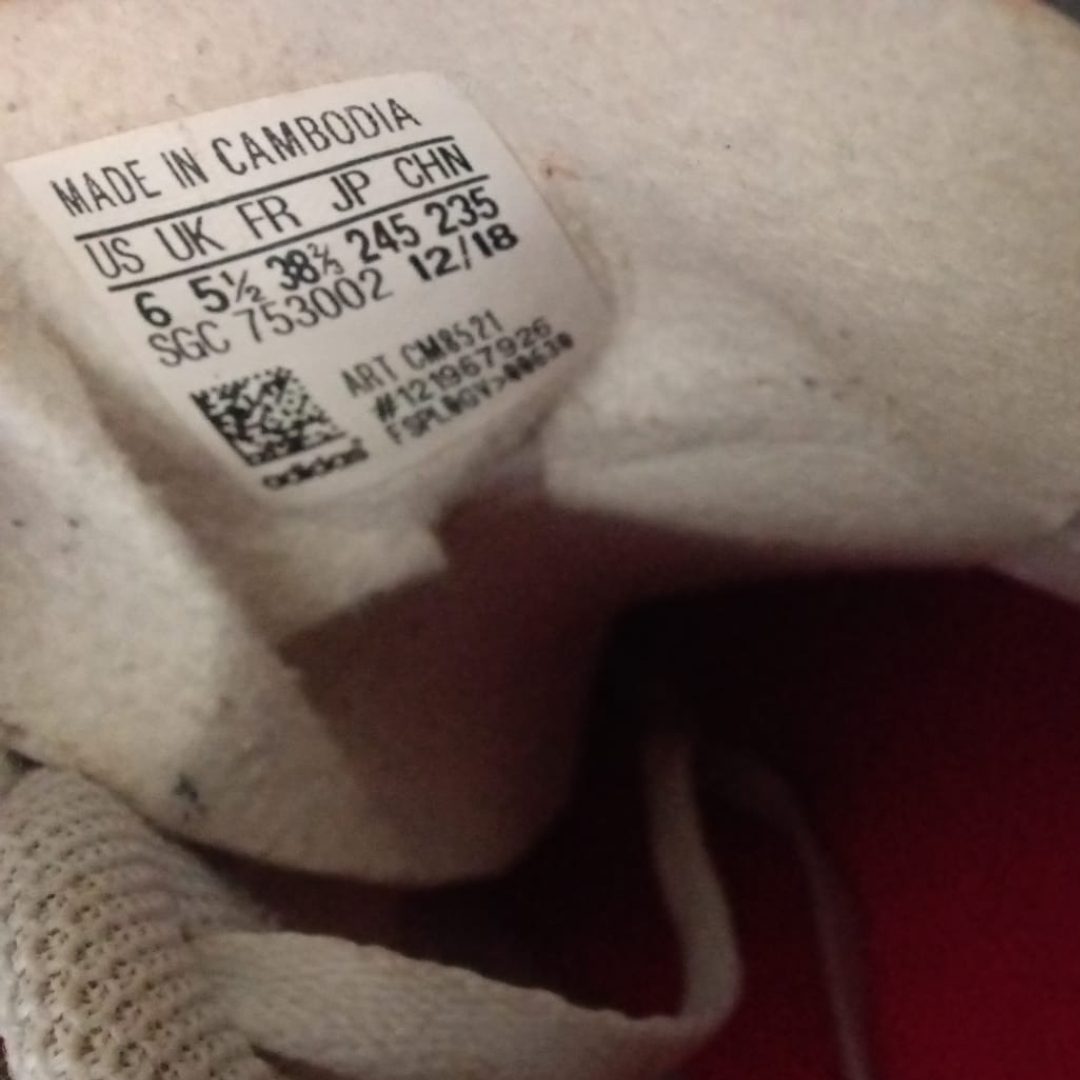 MADE IN CAMBODIA
US UK FR JP CHN
6 5½ 38⅔ 245 235
SGC 753002 12/18
ART CM8521
#121967926
adidas